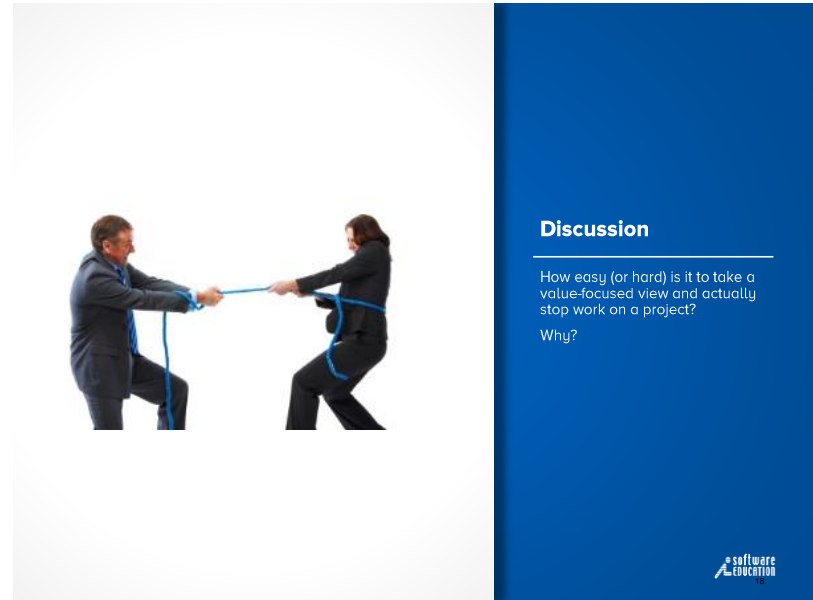 Discussion
How easy (or hard) is it to take a
value-focused view and actually
stop work on a project?
Why?
software
EDUCATION
18